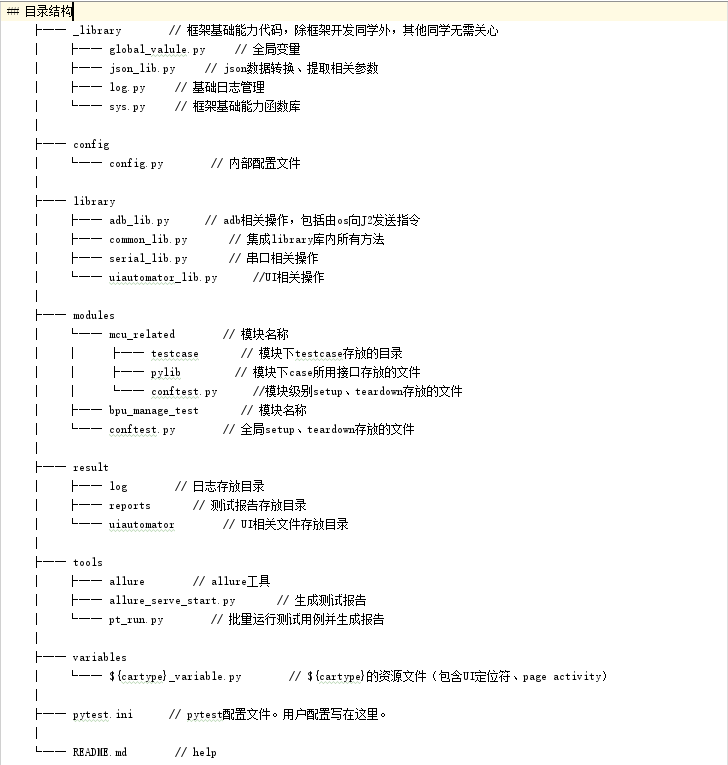 ## 目录结构
├── _library // 框架基础能力代码，除框架开发同学外，其他同学无需关心
│ ├── global_valule.py // 全局变量
│ ├── json_lib.py // json数据转换、提取相关参数
│ ├── log.py // 基础日志管理
│ └── sys.py // 框架基础能力函数库
│
├── config
│ └── config.py // 内部配置文件
│
├── library
│ ├── adb_lib.py // adb相关操作，包括由os向J2发送指令
│ ├── common_lib.py // 集成library库内所有方法
│ ├── serial_lib.py // 串口相关操作
│ └── uiautomator_lib.py //UI相关操作
│
├── modules
│ └── mcu_related // 模块名称
│ │ ├── testcase // 模块下testcase存放的目录
│ │ ├── pylib // 模块下case所用接口存放的文件
│ │ └── conftest.py //模块级别setup、teardown存放的文件
│ ├── bpu_manage_test // 模块名称
│ └── conftest.py // 全局setup、teardown存放的文件
│
├── result
│ ├── log // 日志存放目录
│ ├── reports // 测试报告存放目录
│ └── uiautomator // UI相关文件存放目录
│
├── tools
│ ├── allure // allure工具
│ ├── allure_serve_start.py // 生成测试报告
│ └── pt_run.py // 批量运行测试用例并生成报告
│
├── variables
│ └── ${cartype}_variable.py // ${cartype}的资源文件（包含UI定位符、page activity）
│
├── pytest.ini // pytest配置文件。用户配置写在这里。
│
└── README.md // help